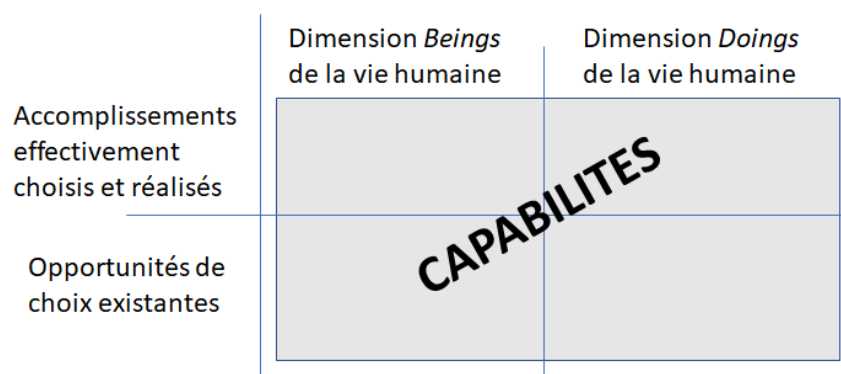 Dimension Beings
de la vie humaine
Dimension Doings
de la vie humaine
Accomplissements
effectivement
choisis et réalisés
CAPABILITES
Opportunités de
choix existantes